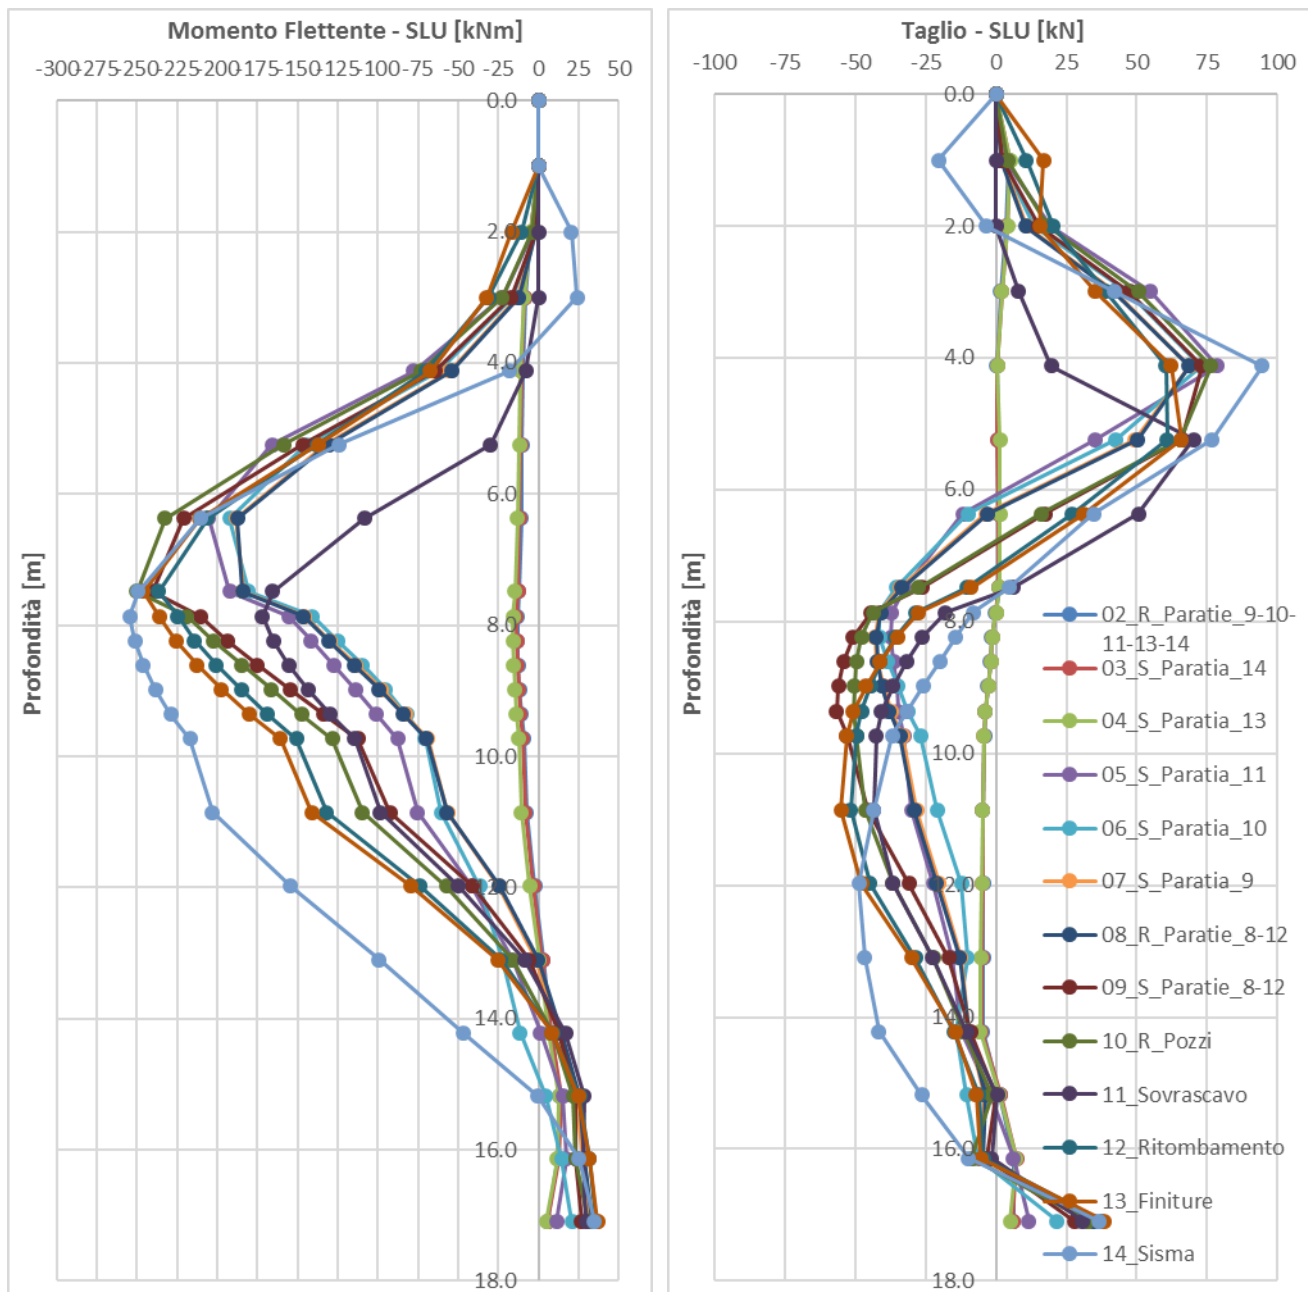 Momento Flettente - SLU [kNm]
-300 -275 -250 -225 -200 -175 -150 -125 -100 -75 -50 -25 0 25 50
0.0
2.0
4.0
6.0
8.0
10.0
12.0
14.0
16.0
18.0
Profondità [m]
Taglio - SLU [kN]
-100 -75 -50 -25 0 25 50 75 100
0.0
2.0
4.0
6.0
8.0
10.0
12.0
14.0
16.0
18.0
Profondità [m]
02_R_Paratie_9-10-
11-13-14
03_S_Paratia_14
04_S_Paratia_13
05_S_Paratia_11
06_S_Paratia_10
07_S_Paratia_9
08_R_Paratie_8-12
09_S_Paratie_8-12
10_R_Pozzi
11_Sovrascavo
12_Ritombamento
13_Finiture
14_Sisma